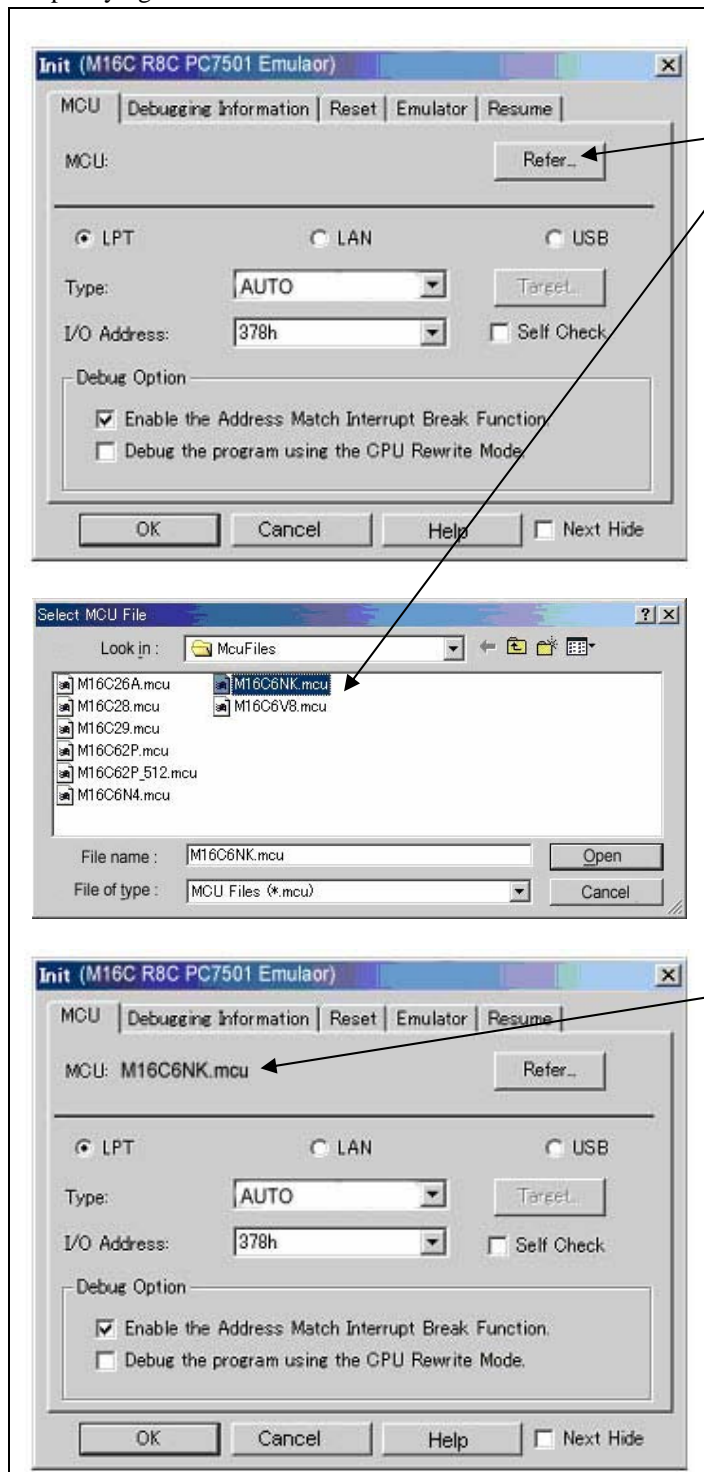 Init (M16C R8C PC7501 Emulaor)
MCU Debugging Information Reset Emulator Resume
MCU: Refer...
LPT LAN USB
Type: AUTO Target...
I/O Address: 378h Self Check
Debug Option
Enable the Address Match Interrupt Break Function.
Debug the program using the CPU Rewrite Mode.
OK Cancel Help Next Hide
Select MCU File
Look in : McuFiles
M16C26A.mcu M16C6NK.mcu
M16C28.mcu M16C6V8.mcu
M16C29.mcu
M16C62P.mcu
M16C62P_512.mcu
M16C6N4.mcu
File name : M16C6NK.mcu Open
File of type : MCU Files (*.mcu) Cancel
Init (M16C R8C PC7501 Emulaor)
MCU Debugging Information Reset Emulator Resume
MCU: M16C6NK.mcu Refer...
LPT LAN USB
Type: AUTO Target...
I/O Address: 378h Self Check
Debug Option
Enable the Address Match Interrupt Break Function.
Debug the program using the CPU Rewrite Mode.
OK Cancel Help Next Hide